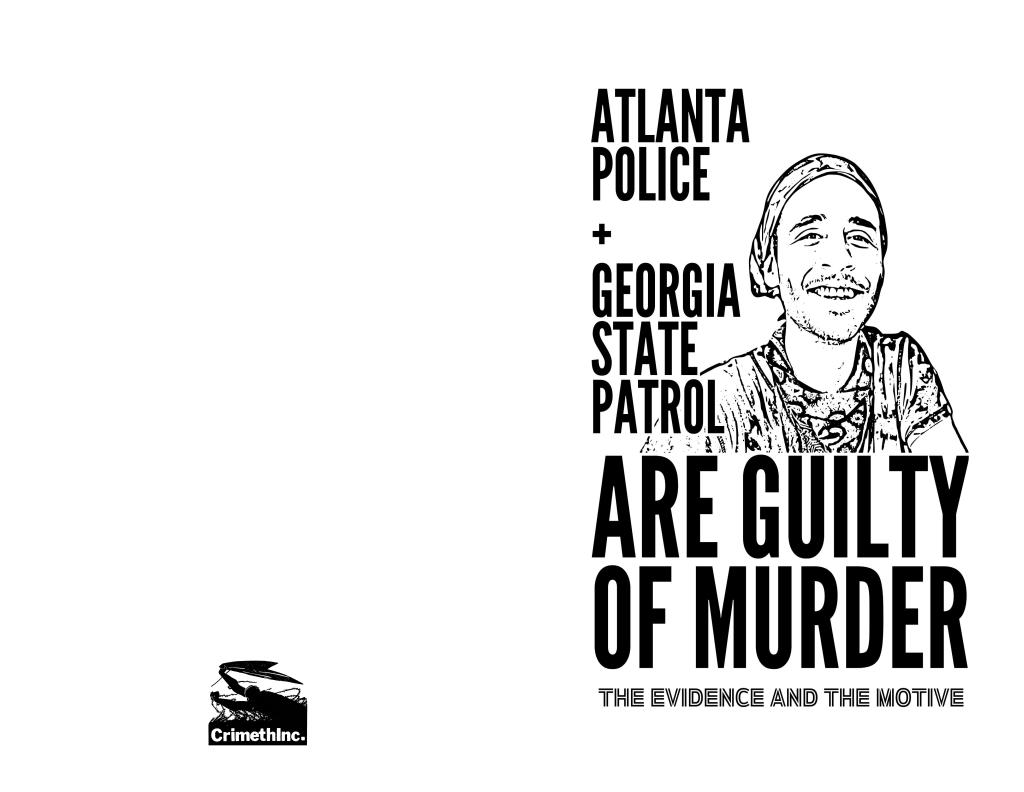 ATLANTA
POLICE
+
GEORGIA
STATE
PATROL
ARE GUILTY
OF MURDER
THE EVIDENCE AND THE MOTIVE
CrimethInc.